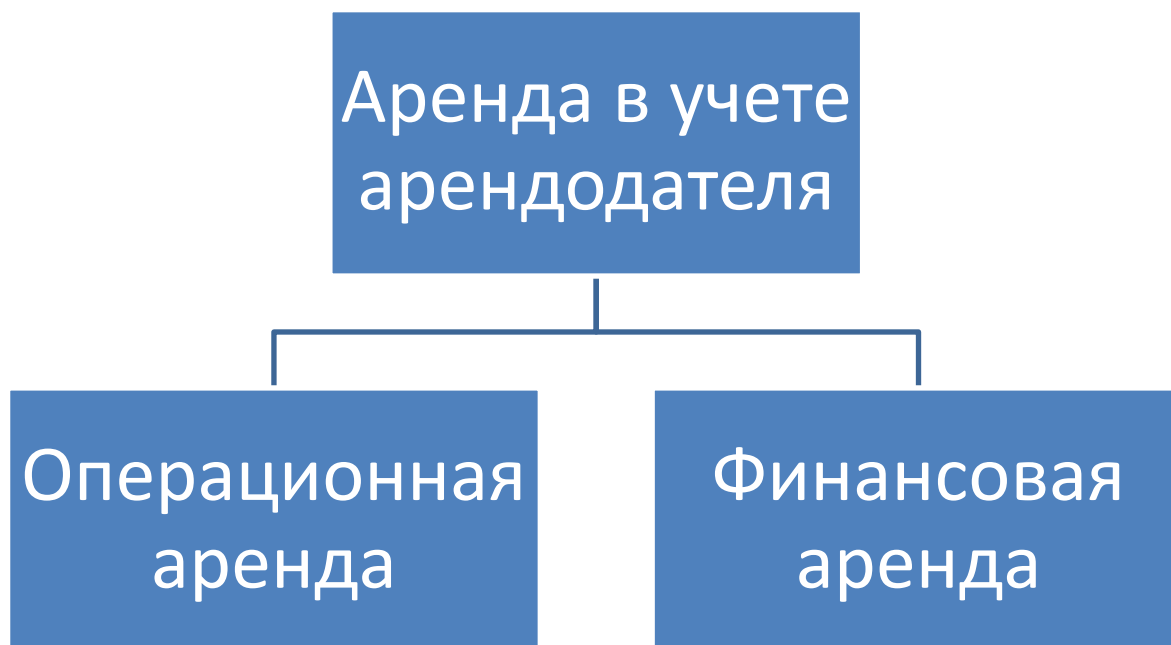 Аренда в учете
арендодателя
Операционная
аренда
Финансовая
аренда